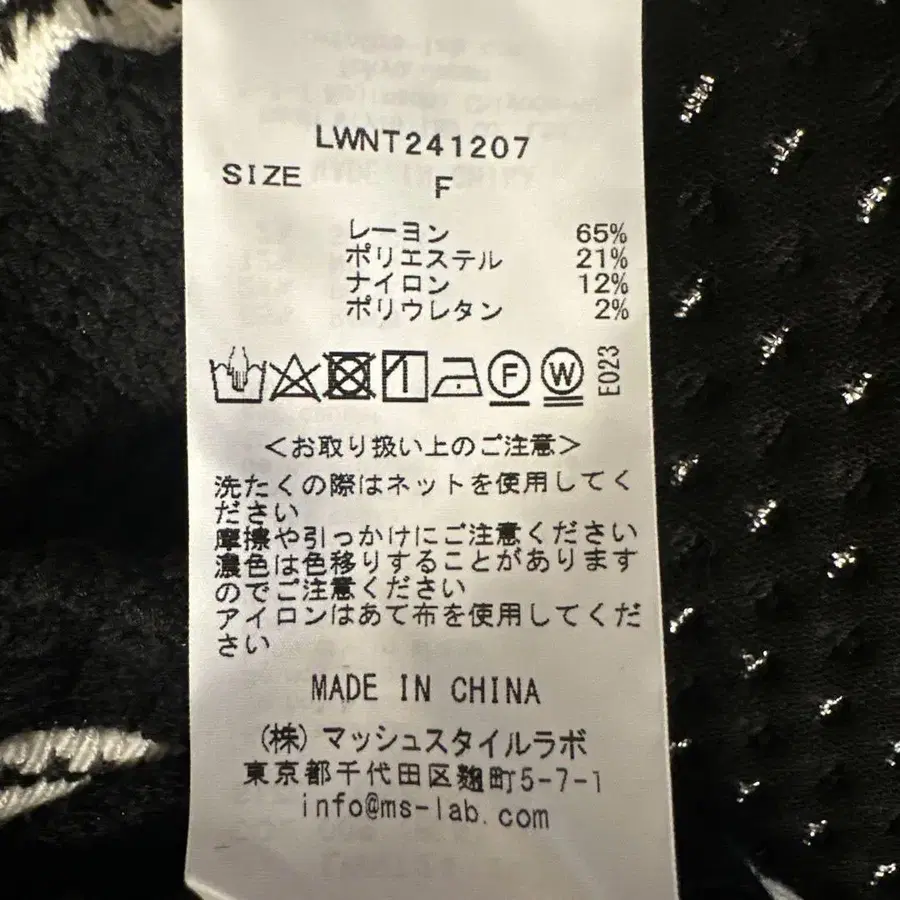 LWNT241207
SIZE F
レーヨン 65%
ポリエステル 21%
ナイロン 12%
ポリウレタン 2%
F W E023
＜お取り扱い上のご注意＞
洗たくの際はネットを使用してく
ださい
摩擦や引っかけにご注意ください
濃色は色移りすることがあります
のでご注意ください
アイロンはあて布を使用してくだ
さい
MADE IN CHINA
(株)マッシュスタイルラボ
東京都千代田区麹町5-7-1
info@ms-lab.com